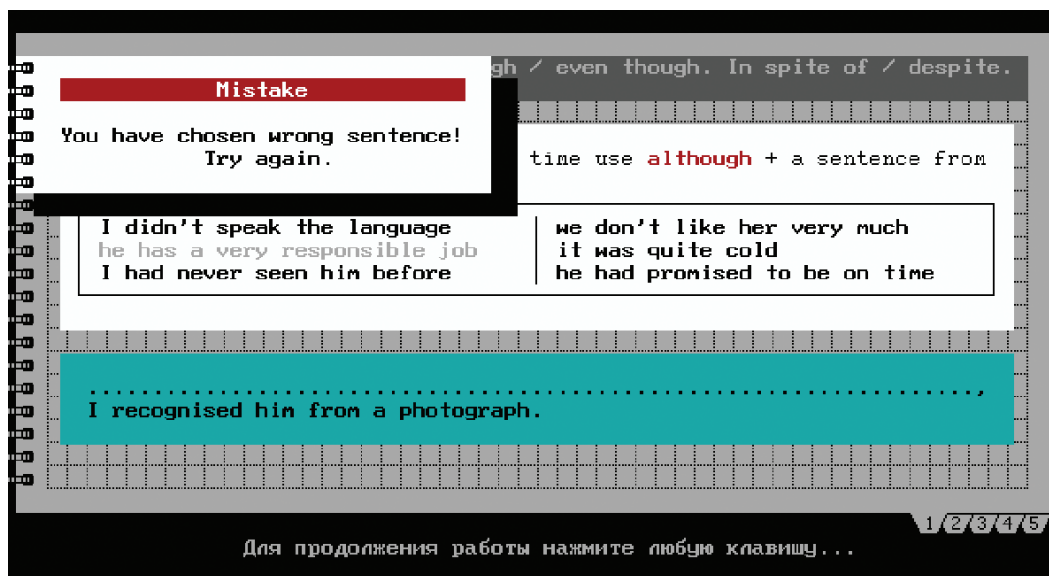 gh / even though. In spite of / despite.
Mistake
You have chosen wrong sentence!
Try again.
time use although + a sentence from
I didn't speak the language
he has a very responsible job
I had never seen him before
we don't like her very much
it was quite cold
he had promised to be on time
....................................................................,
I recognised him from a photograph.
1/2/3/4/5
Для продолжения работы нажмите любую клавишу...